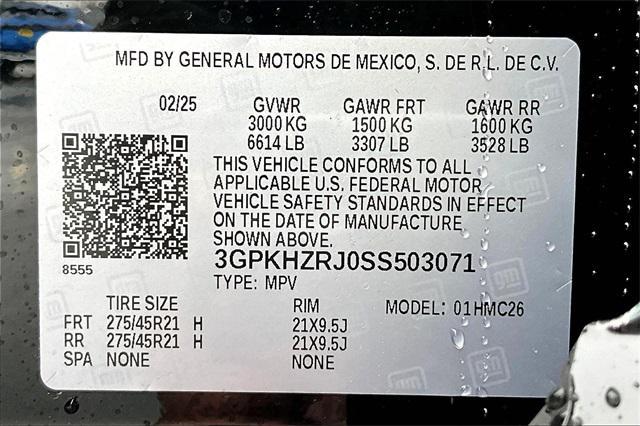 MFD BY GENERAL MOTORS DE MEXICO, S. DE R.L. DE C.V.
02/25 GVWR GAWR FRT GAWR RR
3000 KG 1500 KG 1600 KG
6614 LB 3307 LB 3528 LB
THIS VEHICLE CONFORMS TO ALL
APPLICABLE U.S. FEDERAL MOTOR
VEHICLE SAFETY STANDARDS IN EFFECT
ON THE DATE OF MANUFACTURE
SHOWN ABOVE.
3GPKHZRJ0SS503071
8555
TYPE: MPV
TIRE SIZE RIM MODEL: 01HMC26
FRT 275/45R21 H 21X9.5J
RR 275/45R21 H 21X9.5J
SPA NONE NONE